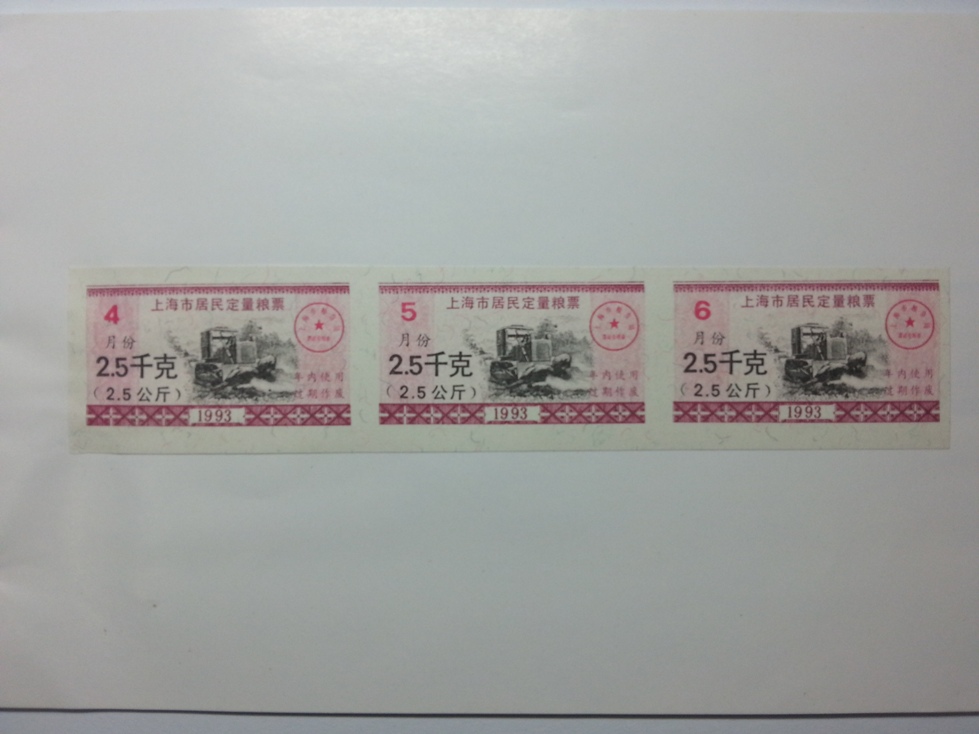 上海市居民定量粮票
4
月份
2.5千克
(2.5公斤)
年内使用
过期作废
1993
上海市居民定量粮票
5
月份
2.5千克
(2.5公斤)
年内使用
过期作废
1993
上海市居民定量粮票
6
月份
2.5千克
(2.5公斤)
年内使用
过期作废
1993